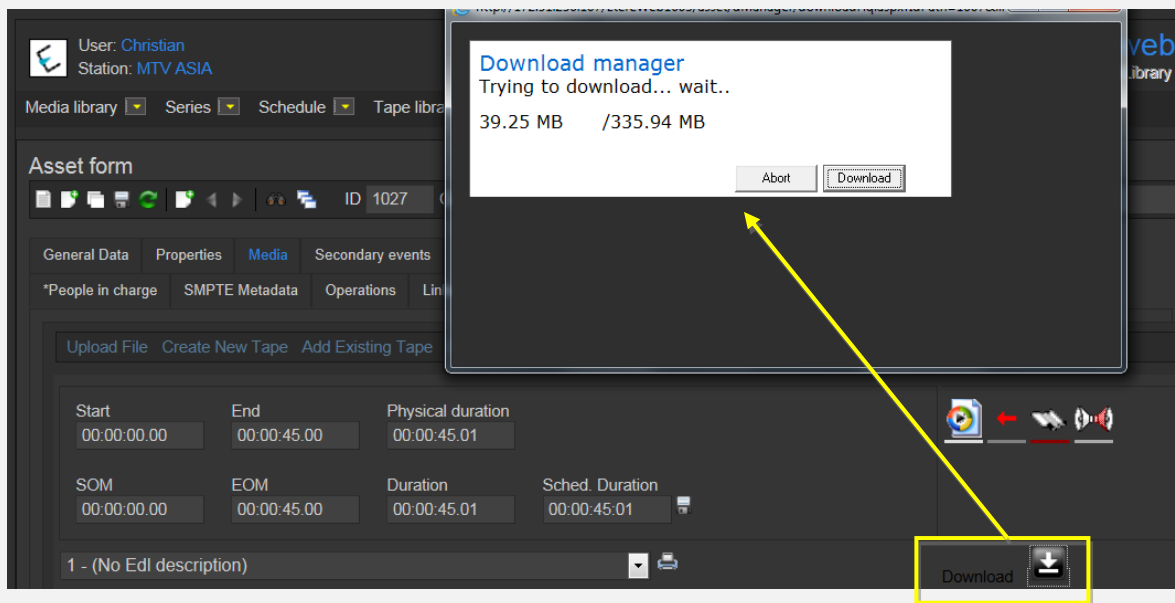 User: Christian
Station: MTV ASIA
Media library Series Schedule Tape
Download manager
Trying to download... wait..
39.25 MB /335.94 MB
Abort Download
Asset form
ID 1027
General Data Properties Media Secondary events
*People in charge SMPTE Metadata Operations
Upload File Create New Tape Add Existing Tape
Start End Physical duration
00:00:00.00 00:00:45.00 00:00:45.01
SOM EOM Duration Sched. Duration
00:00:00.00 00:00:45.00 00:00:45.01 00:00:45:01
1 - (No Edl description)
Download